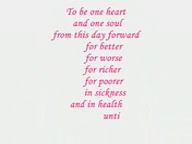 To be one heart
and one soul
from this day forward
for better
for worse
for richer
for poorer
in sickness
and in health
unti